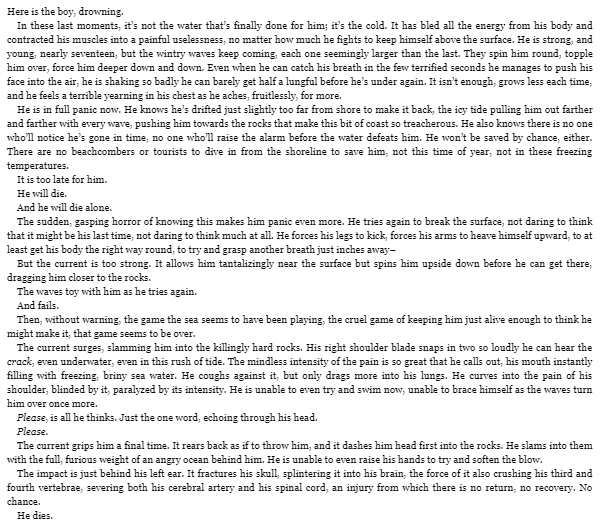 Here is the boy, drowning.
In these last moments, it's not the water that's finally done for him; it's the cold. It has bled all the energy from his body and
contracted his muscles into a painful uselessness, no matter how much he fights to keep himself above the surface. He is strong, and
young, nearly seventeen, but the wintry waves keep coming, each one seemingly larger than the last. They spin him round, topple
him over, force him deeper down and down. Even when he can catch his breath in the few terrified seconds he manages to push his
face into the air, he is shaking so badly he can barely get half a lungful before he's under again. It isn't enough, grows less each time,
and he feels a terrible yearning in his chest as he aches, fruitlessly, for more.
He is in full panic now. He knows he's drifted just slightly too far from shore to make it back, the icy tide pulling him out farther
and farther with every wave, pushing him towards the rocks that make this bit of coast so treacherous. He also knows there is no one
who'll notice he's gone in time, no one who'll raise the alarm before the water defeats him. He won't be saved by chance, either.
There are no beachcombers or tourists to dive in from the shoreline to save him, not this time of year, not in these freezing
temperatures.
It is too late for him.
He will die.
And he will die alone.
The sudden, gasping horror of knowing this makes him panic even more. He tries again to break the surface, not daring to think
that it might be his last time, not daring to think much at all. He forces his legs to kick, forces his arms to heave himself upward, to at
least get his body the right way round, to try and grasp another breath just inches away–
But the current is too strong. It allows him tantalizingly near the surface but spins him upside down before he can get there,
dragging him closer to the rocks.
The waves toy with him as he tries again.
And fails.
Then, without warning, the game the sea seems to have been playing, the cruel game of keeping him just alive enough to think he
might make it, that game seems to be over.
The current surges, slamming him into the killingly hard rocks. His right shoulder blade snaps in two so loudly he can hear the
crack, even underwater, even in this rush of tide. The mindless intensity of the pain is so great that he calls out, his mouth instantly
filling with freezing, briny sea water. He coughs against it, but only drags more into his lungs. He curves into the pain of his
shoulder, blinded by it, paralyzed by its intensity. He is unable to even try and swim now, unable to brace himself as the waves turn
him over once more.
Please, is all he thinks. Just the one word, echoing through his head.
Please.
The current grips him a final time. It rears back as if to throw him, and it dashes him head first into the rocks. He slams into them
with the full, furious weight of an angry ocean behind him. He is unable to even raise his hands to try and soften the blow.
The impact is just behind his left ear. It fractures his skull, splintering it into his brain, the force of it also crushing his third and
fourth vertebrae, severing both his cerebral artery and his spinal cord, an injury from which there is no return, no recovery. No
chance.
He dies.